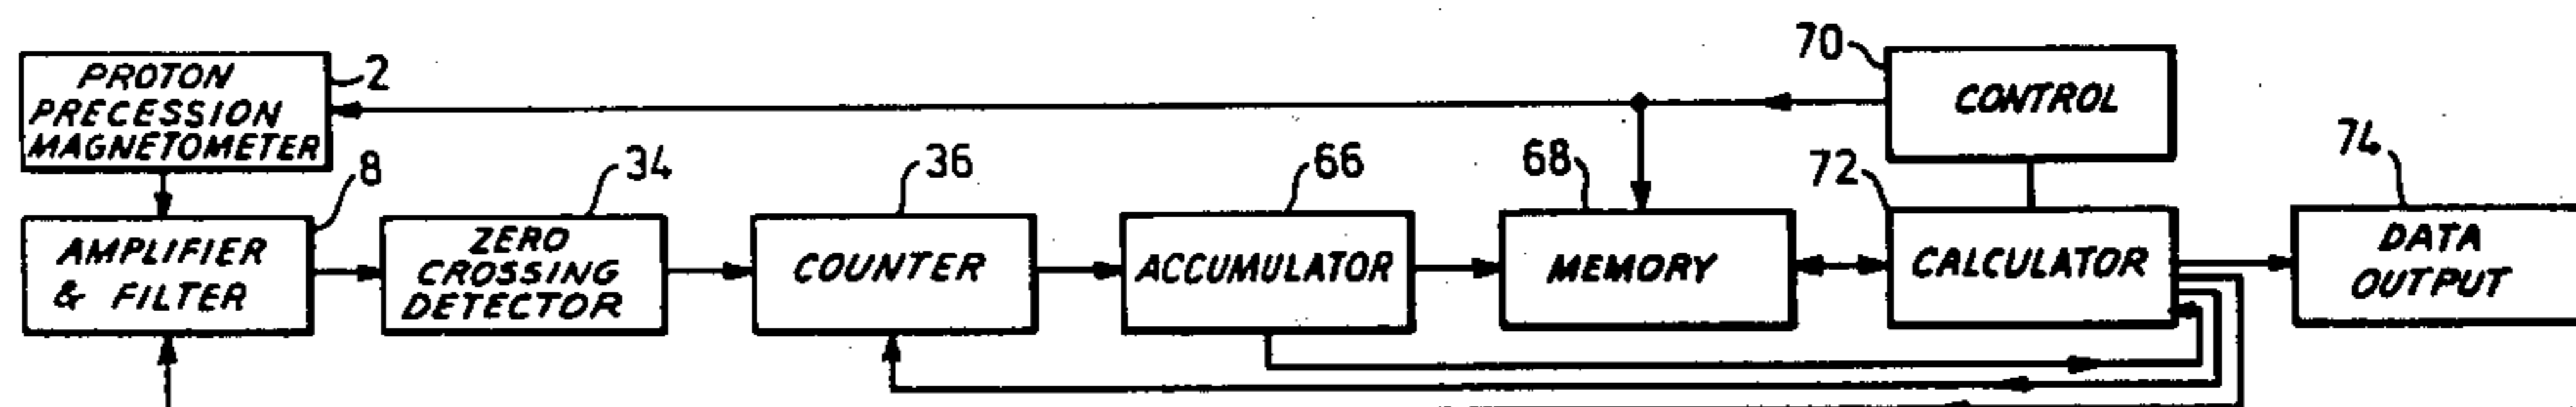 PROTON
PRECESSION
MAGNETOMETER
2
70
CONTROL
AMPLIFIER
& FILTER
8
ZERO
CROSSING
DETECTOR
34
COUNTER
36
ACCUMULATOR
66
MEMORY
68
CALCULATOR
72
DATA
OUTPUT
74